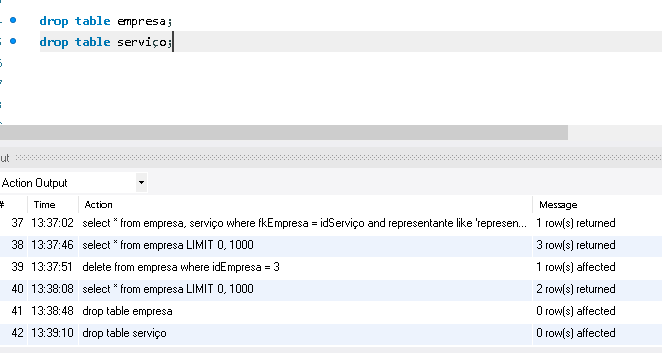 drop table empresa;
drop table serviço;
Action Output
# Time Action Message
37 13:37:02 select * from empresa, serviço where fkEmpresa = idServiço and representante like 'represen... 1 row(s) returned
38 13:37:46 select * from empresa LIMIT 0, 1000 3 row(s) returned
39 13:37:51 delete from empresa where idEmpresa = 3 1 row(s) affected
40 13:38:08 select * from empresa LIMIT 0, 1000 2 row(s) returned
41 13:38:48 drop table empresa 0 row(s) affected
42 13:39:10 drop table serviço 0 row(s) affected